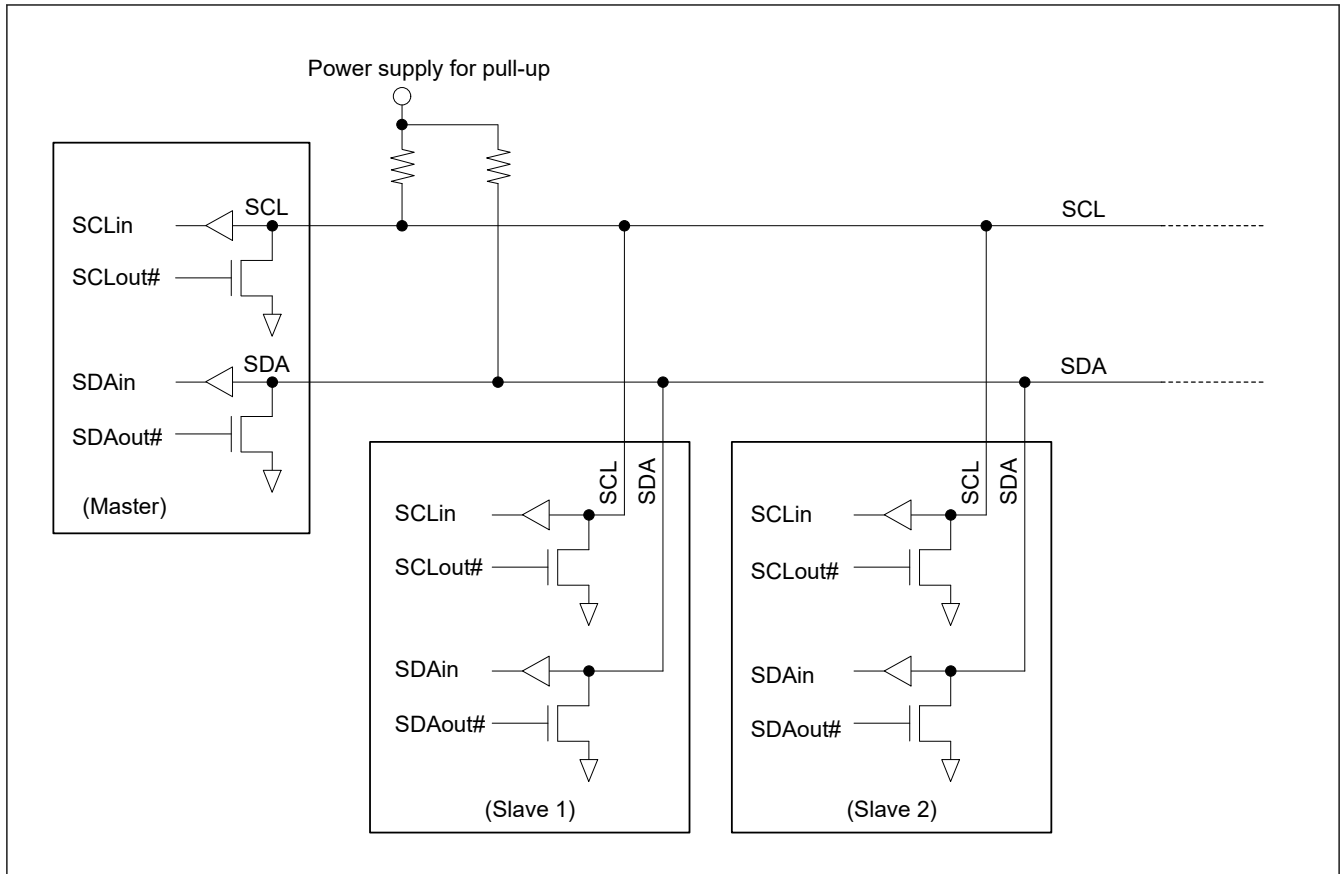 Power supply for pull-up
SCL
SCL
SCLin
SCLout#
SDA
SDA
SDAin
SDAout#
(Master)
SCL
SDA
SCLin
SCLout#
SDAin
SDAout#
(Slave 1)
SCL
SDA
SCLin
SCLout#
SDAin
SDAout#
(Slave 2)